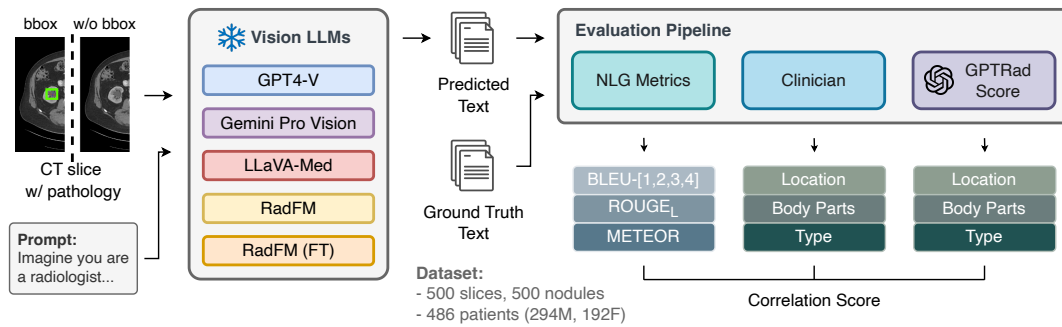 bbox
w/o bbox
CT slice
w/ pathology
Prompt:
Imagine you are
a radiologist...
Vision LLMs
GPT4-V
Gemini Pro Vision
LLaVA-Med
RadFM
RadFM (FT)
Predicted
Text
Ground Truth
Text
Dataset:
- 500 slices, 500 nodules
- 486 patients (294M, 192F)
Evaluation Pipeline
NLG Metrics
Clinician
GPTRad
Score
BLEU-[1,2,3,4]
ROUGE_L
METEOR
Location
Body Parts
Type
Location
Body Parts
Type
Correlation Score